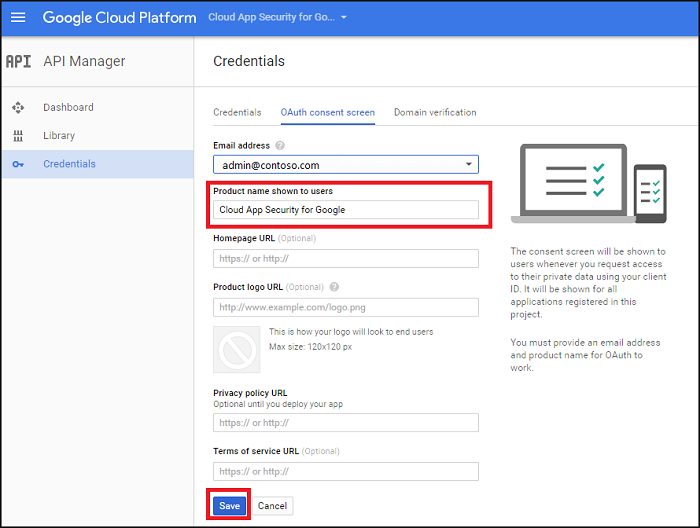 Google Cloud Platform Cloud App Security for Go...
API API Manager
Credentials
Dashboard
Library
Credentials
Credentials OAuth consent screen Domain verification
Email address ?
admin@contoso.com
Product name shown to users
Cloud App Security for Google
Homepage URL (Optional)
https:// or http://
Product logo URL (Optional) ?
http://www.example.com/logo.png
This is how your logo will look to end users
Max size: 120x120 px
Privacy policy URL
Optional until you deploy your app
https:// or http://
Terms of service URL (Optional)
https:// or http://
Save Cancel
The consent screen will be shown to
users whenever you request access
to their private data using your client
ID. It will be shown for all
applications registered in this
project.
You must provide an email address
and product name for OAuth to
work.